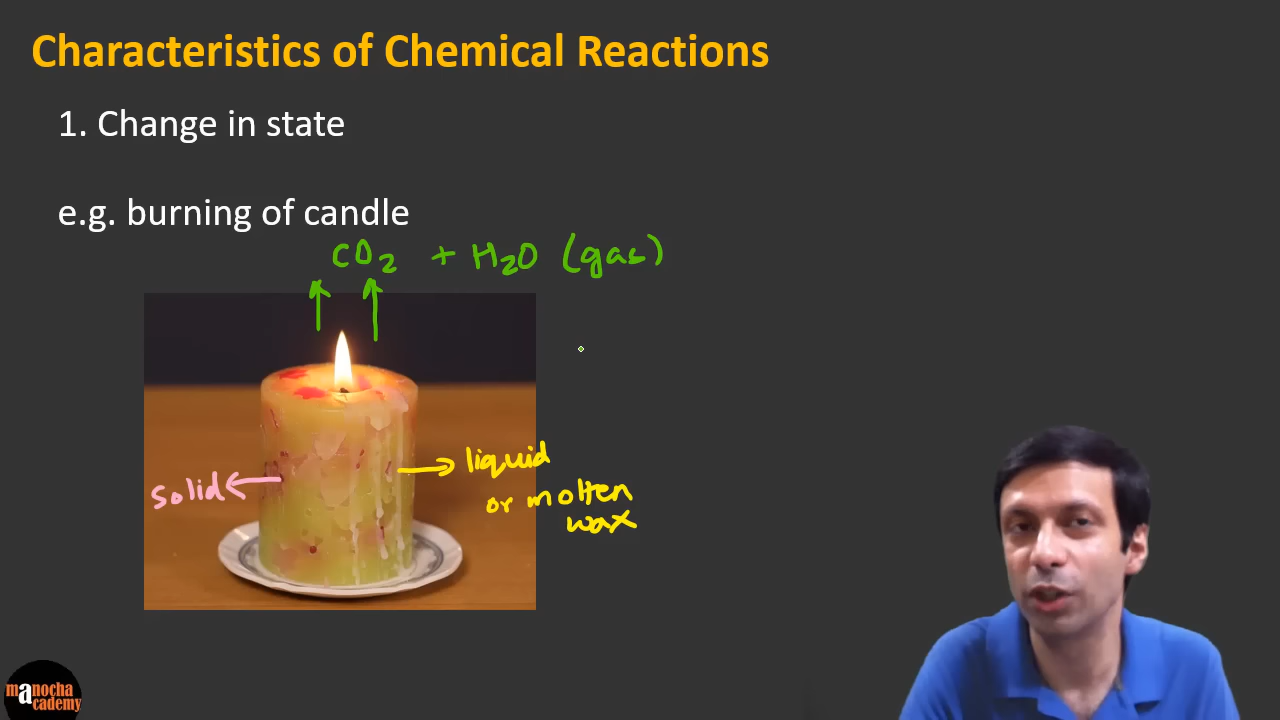 Characteristics of Chemical Reactions
1. Change in state
e.g. burning of candle
CO₂ + H₂O (gas)
solid
liquid
or molten
wax
manocha
academy